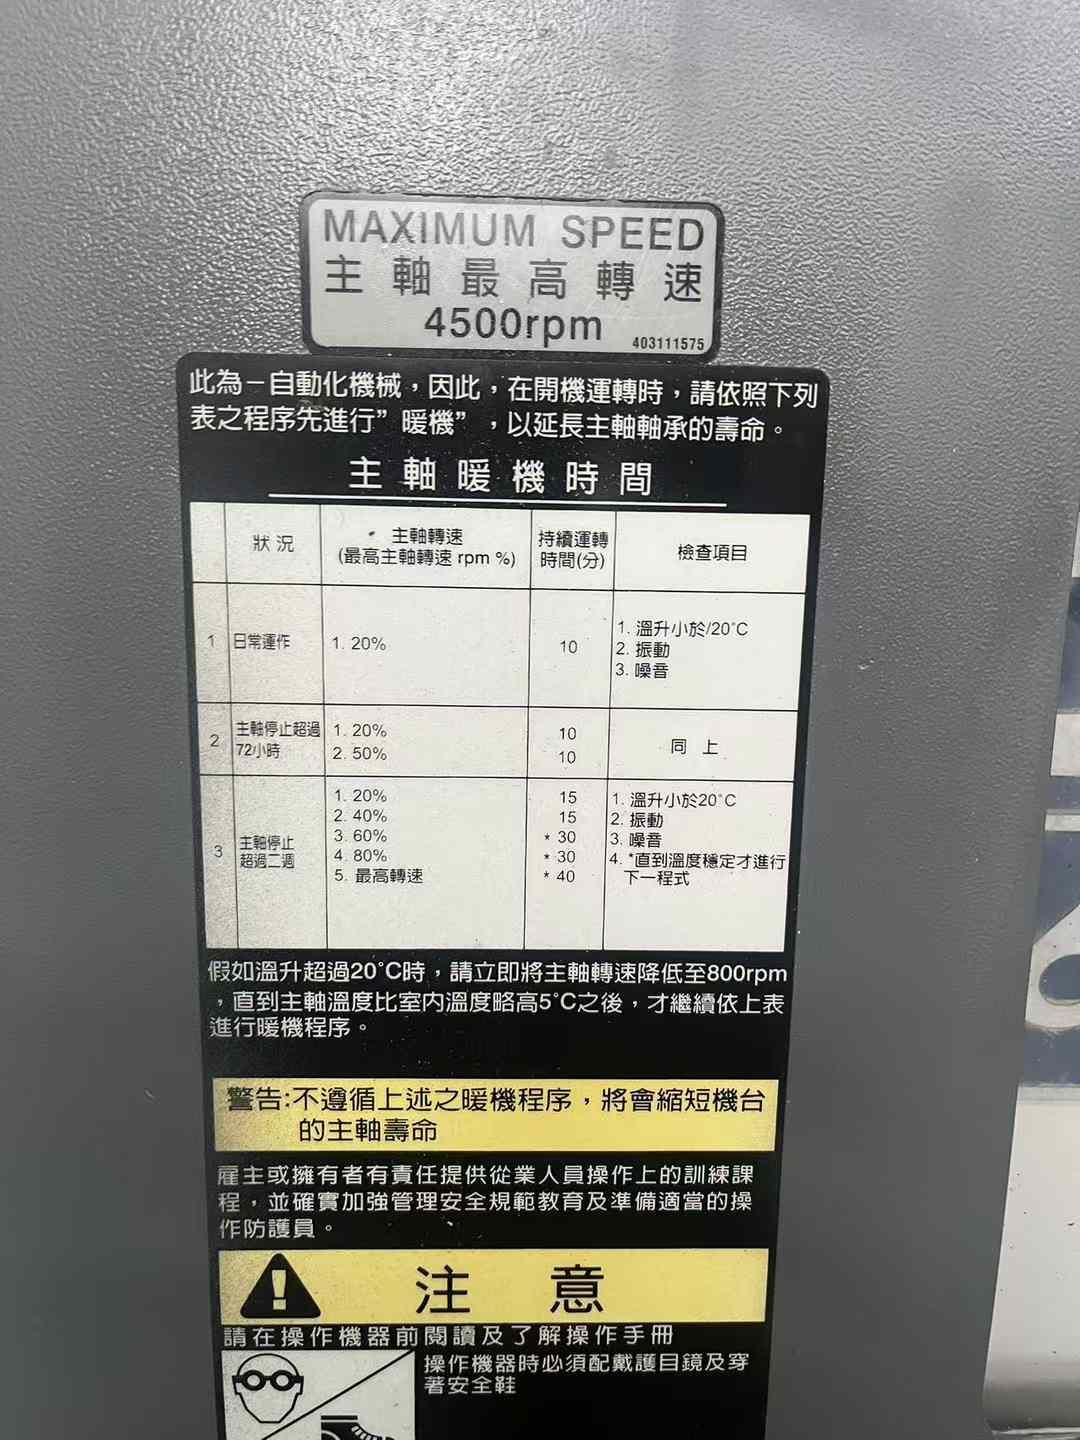 MAXIMUM SPEED
主軸最高轉速
4500rpm
403111575
此為－自動化機械，因此，在開機運轉時，請依照下列
表之程序先進行”暖機”，以延長主軸軸承的壽命。
主軸暖機時間
狀況 主軸轉速 (最高主軸轉速 rpm %) 持續運轉時間(分) 檢查項目
1 日常運作 1. 20% 10
1. 溫升小於/20°C
2. 振動
3. 噪音
2 主軸停止超過72小時
1. 20% 10
2. 50% 10
同上
3 主軸停止超過二週
1. 20% 15
2. 40% 15
3. 60% * 30
4. 80% * 30
5. 最高轉速 * 40
1. 溫升小於20°C
2. 振動
3. 噪音
4. *直到溫度穩定才進行
下一程式
假如溫升超過20°C時，請立即將主軸轉速降低至800rpm
，直到主軸溫度比室內溫度略高5°C之後，才繼續依上表
進行暖機程序。
警告:不遵循上述之暖機程序，將會縮短機台
的主軸壽命
雇主或擁有者有責任提供從業人員操作上的訓練課
程，並確實加強管理安全規範教育及準備適當的操
作防護員。
注意
請在操作機器前閱讀及了解操作手冊
操作機器時必須配戴護目鏡及穿
著安全鞋